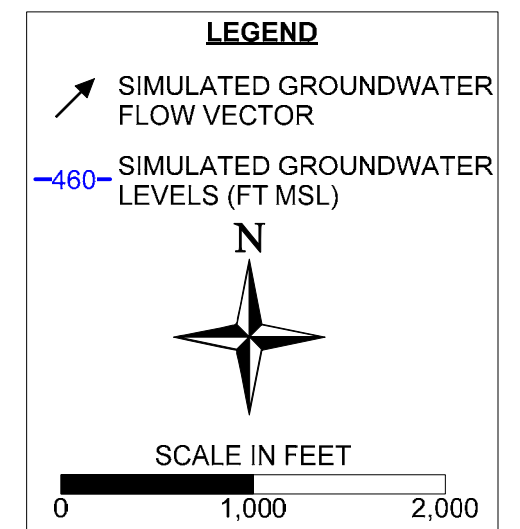 LEGEND
SIMULATED GROUNDWATER
FLOW VECTOR
460
SIMULATED GROUNDWATER
LEVELS (FT MSL)
N
SCALE IN FEET
0 1,000 2,000